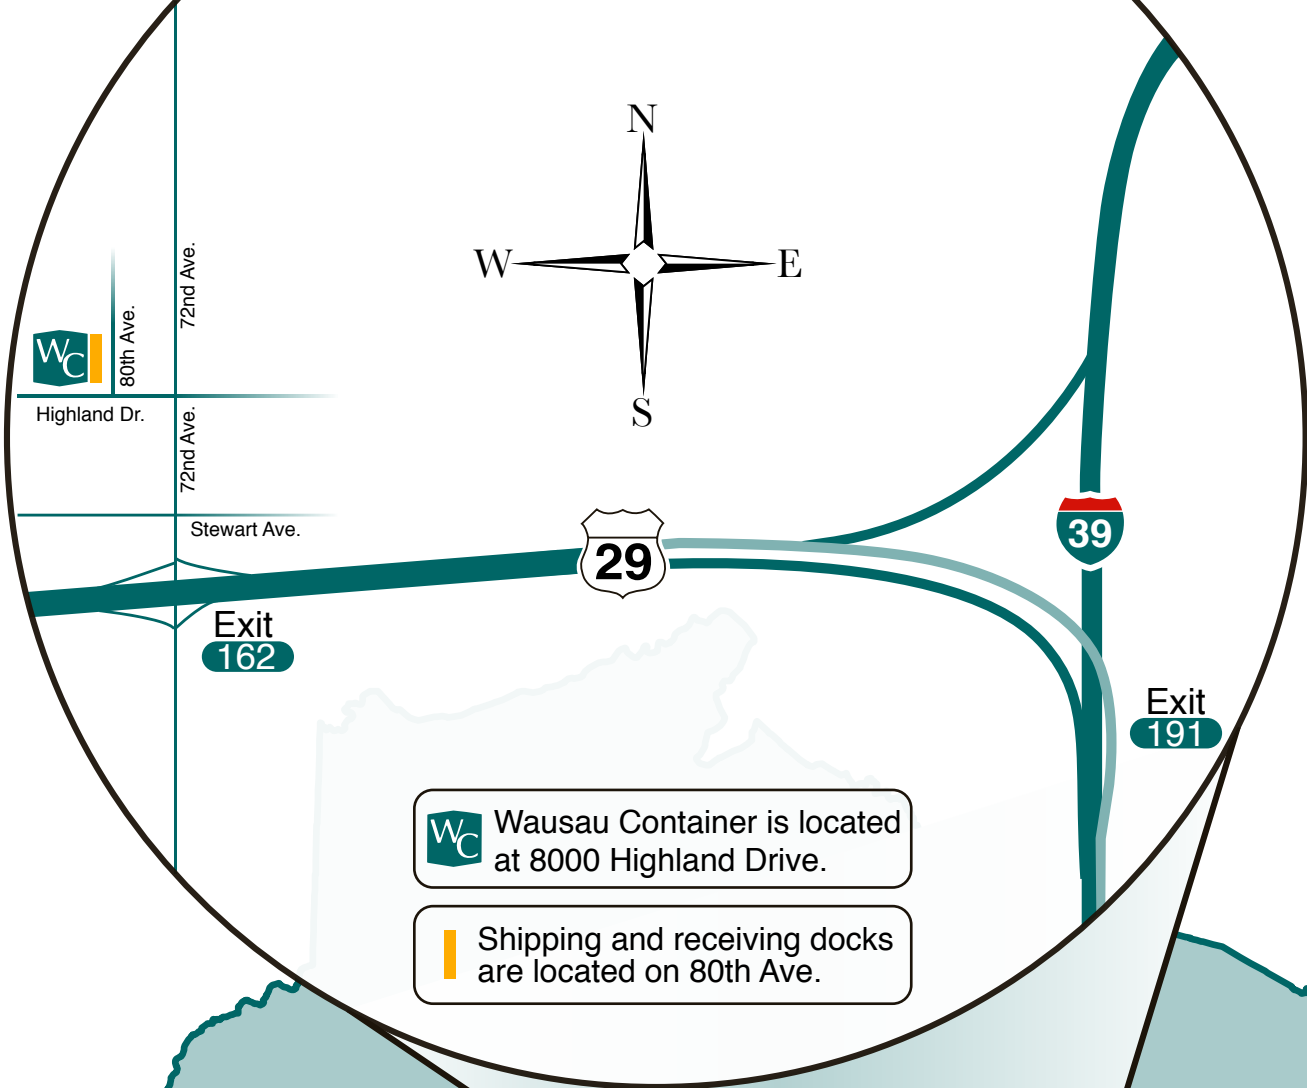 N
W
E
S
72nd Ave.
80th Ave.
WC
Highland Dr.
72nd Ave.
Stewart Ave.
29
39
Exit
162
Exit
191
WC
Wausau Container is located
at 8000 Highland Drive.
Shipping and receiving docks
are located on 80th Ave.